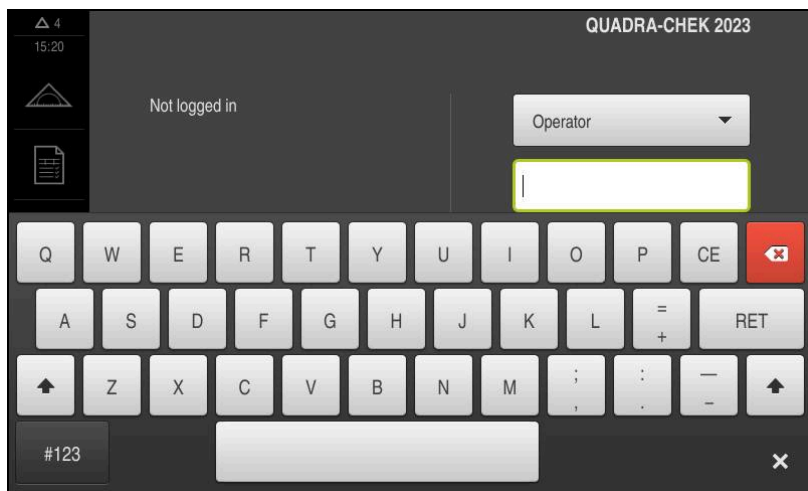 4
QUADRA-CHEK 2023
15:20
Not logged in
Operator
Q W E R T Y U I O P CE
A S D F G H J K L = + RET
Z X C V B N M ; , : . — -
#123